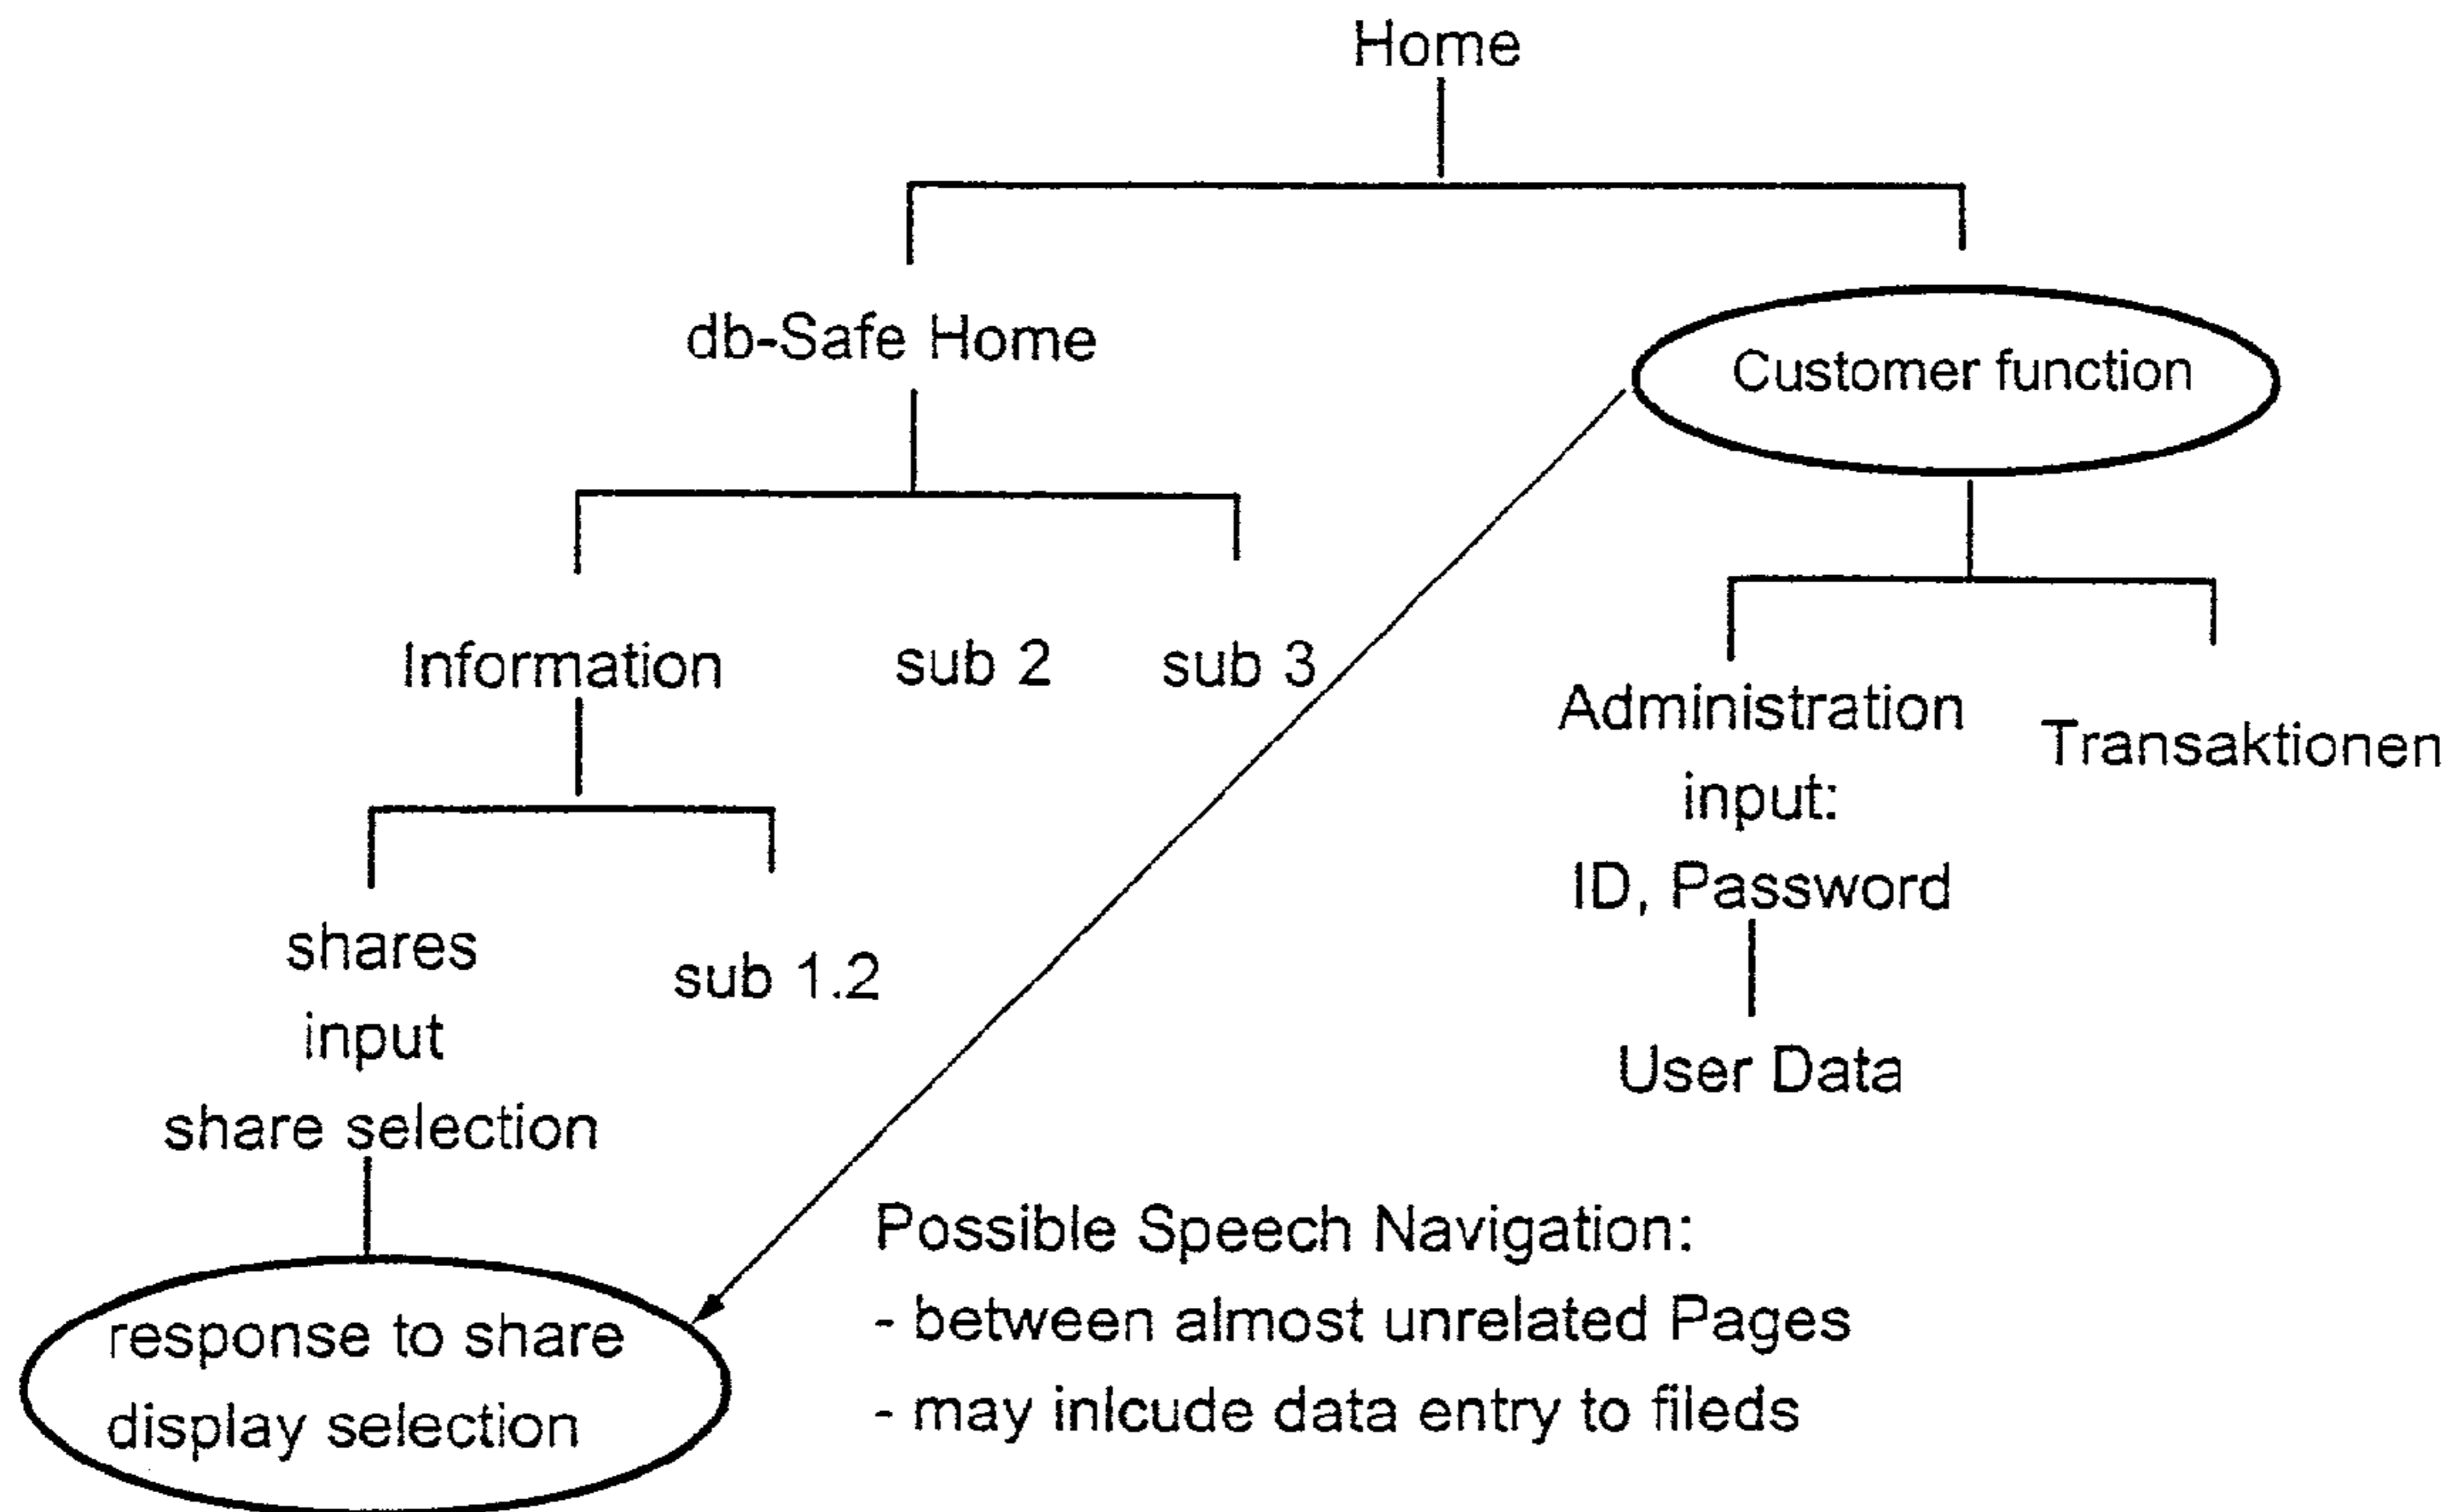 Home
db-Safe Home
Customer function
Information
sub 2
sub 3
Administration
input:
ID, Password
Transaktionen
User Data
shares
input
share selection
sub 1.2
response to share
display selection
Possible Speech Navigation:
- between almost unrelated Pages
- may inlcude data entry to fileds